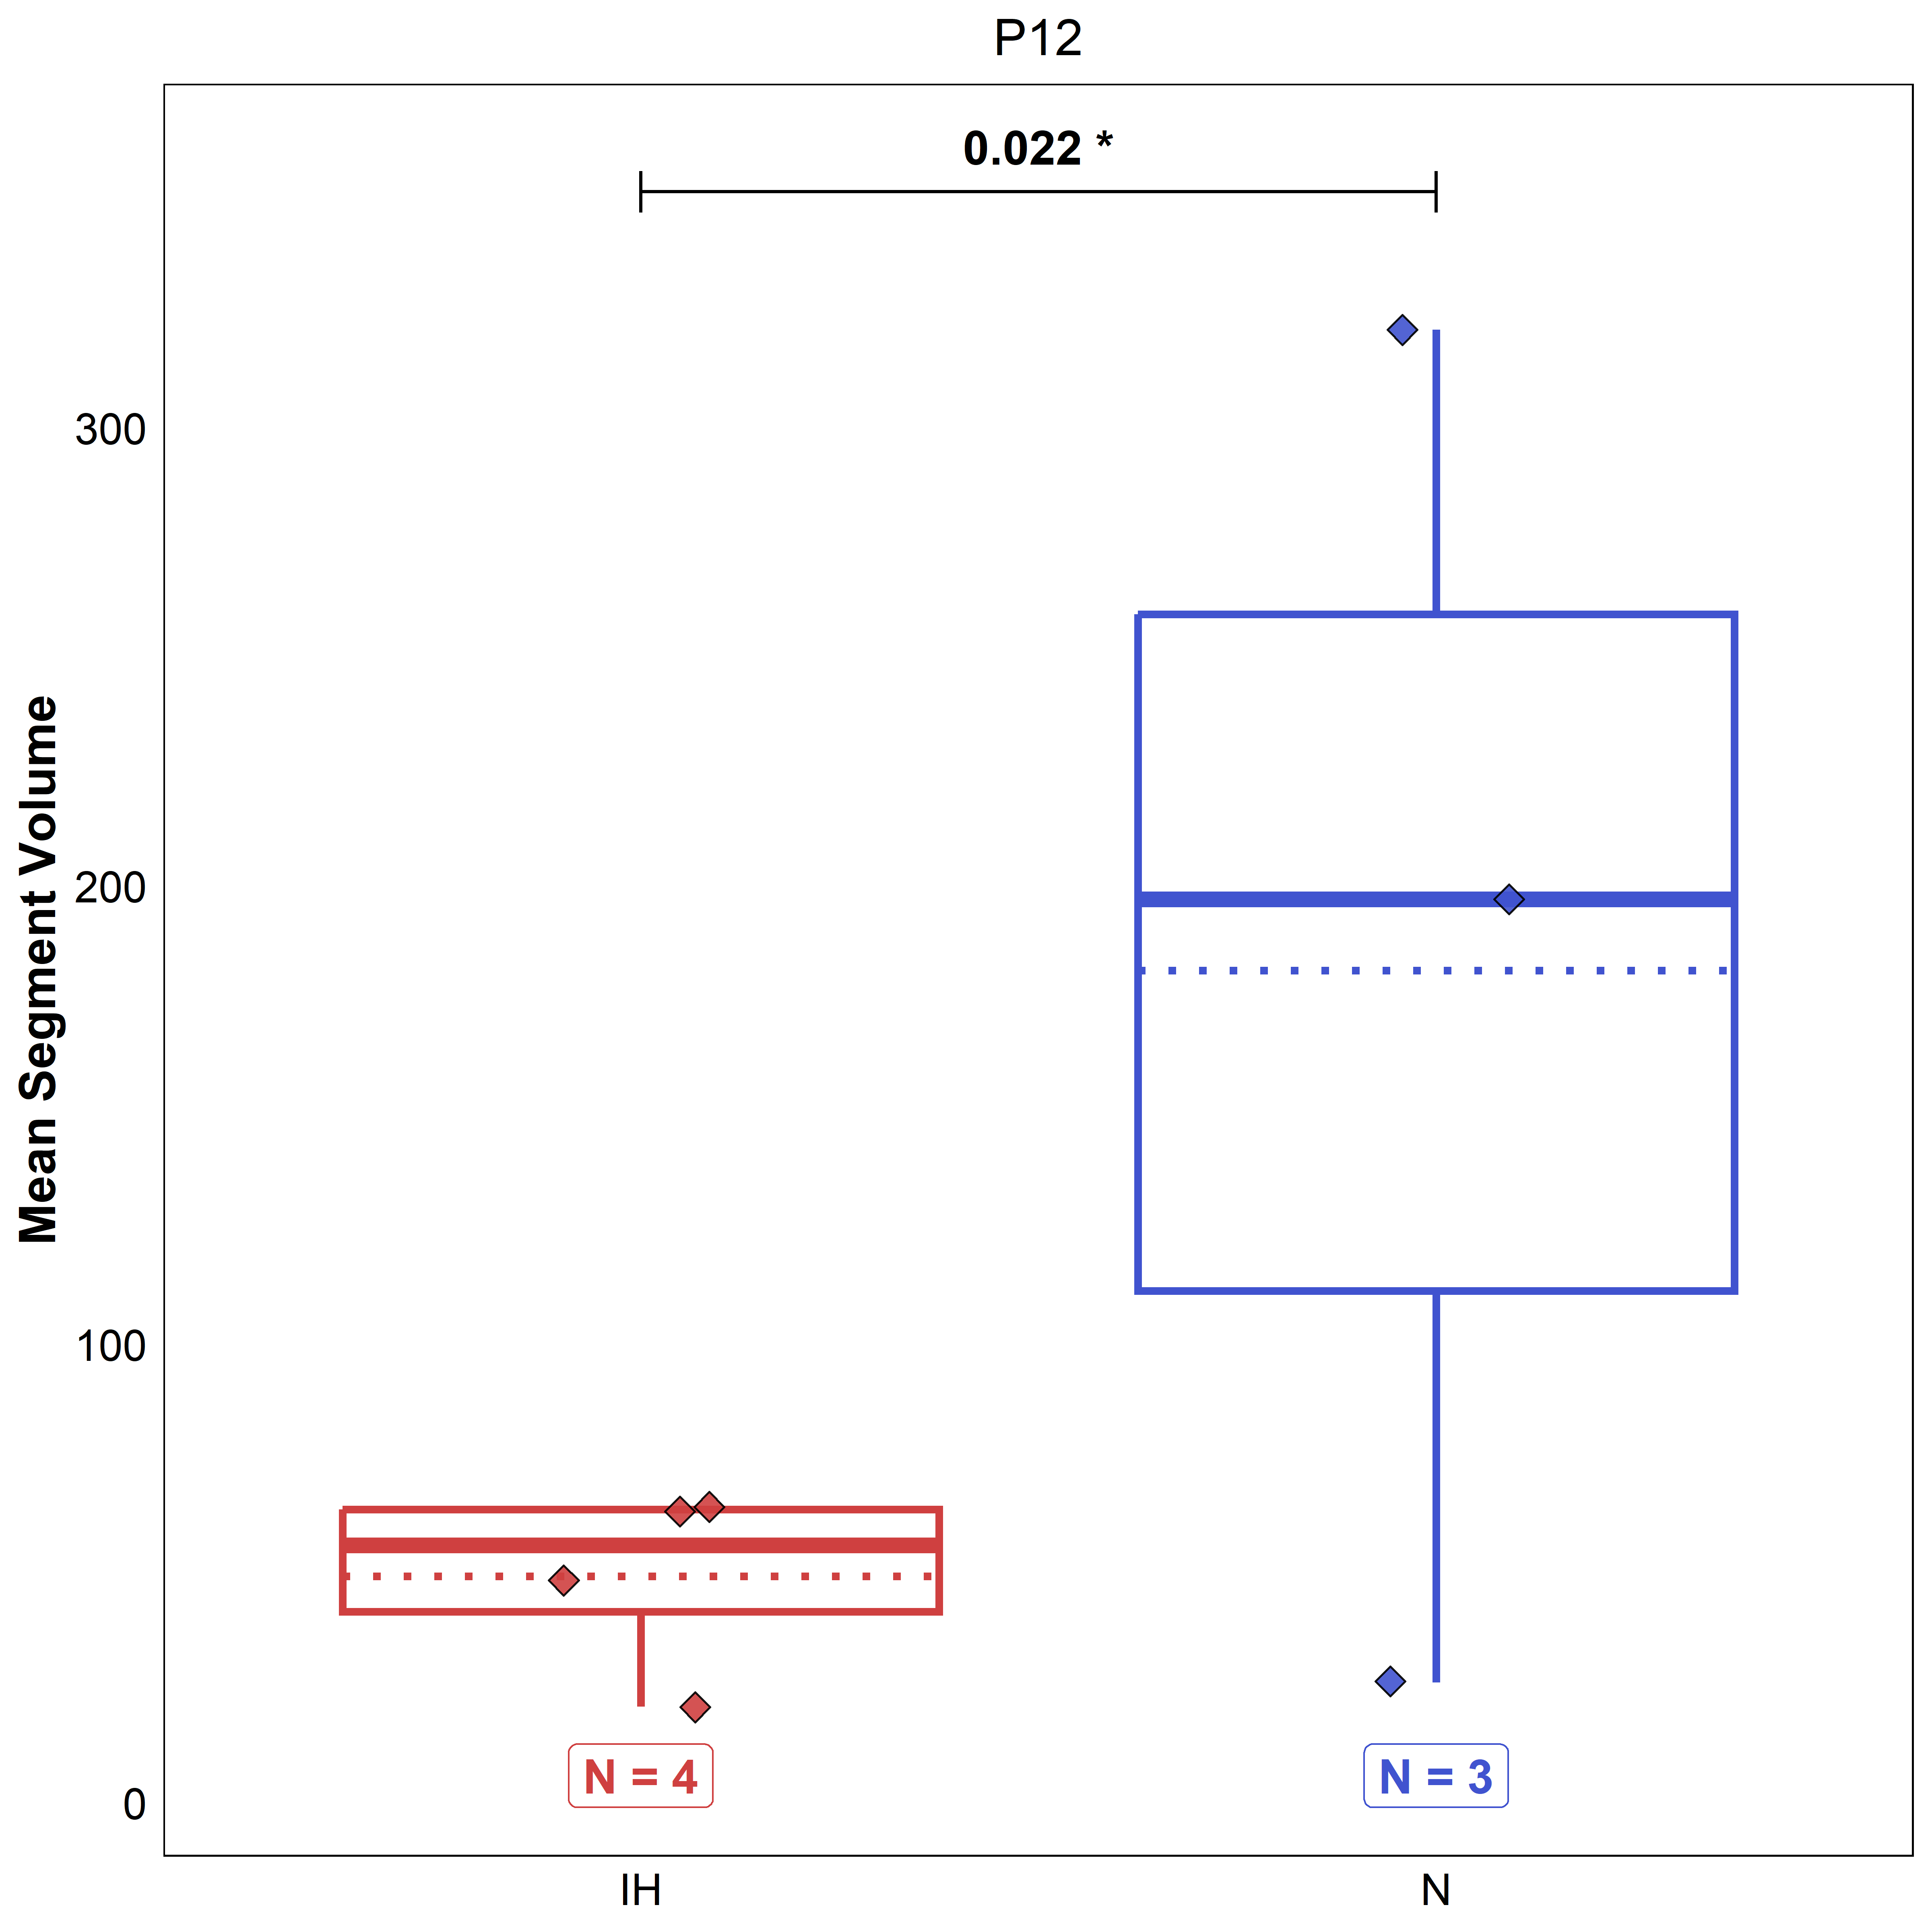 P12
0.022 *
300
200
100
0
Mean Segment Volume
N = 4
N = 3
IH
N